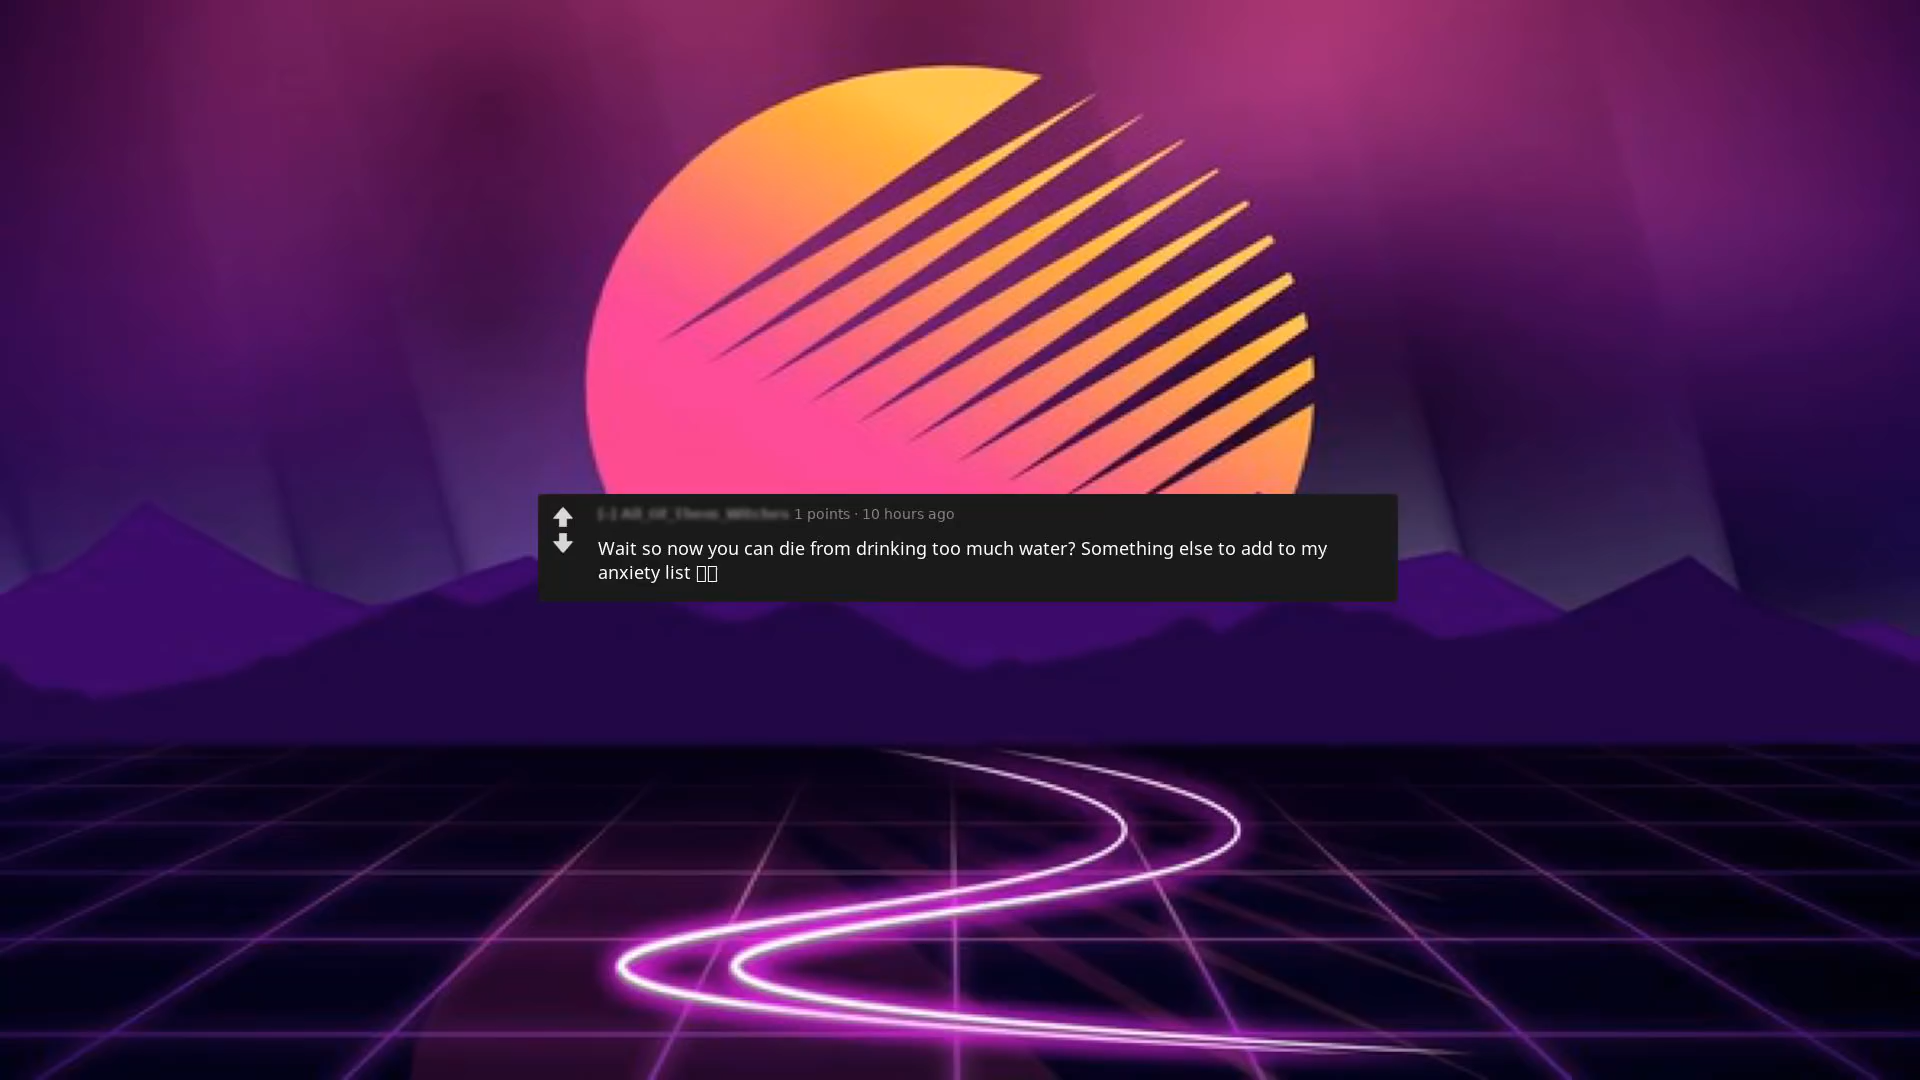 1 points · 10 hours ago
Wait so now you can die from drinking too much water? Something else to add to my
anxiety list